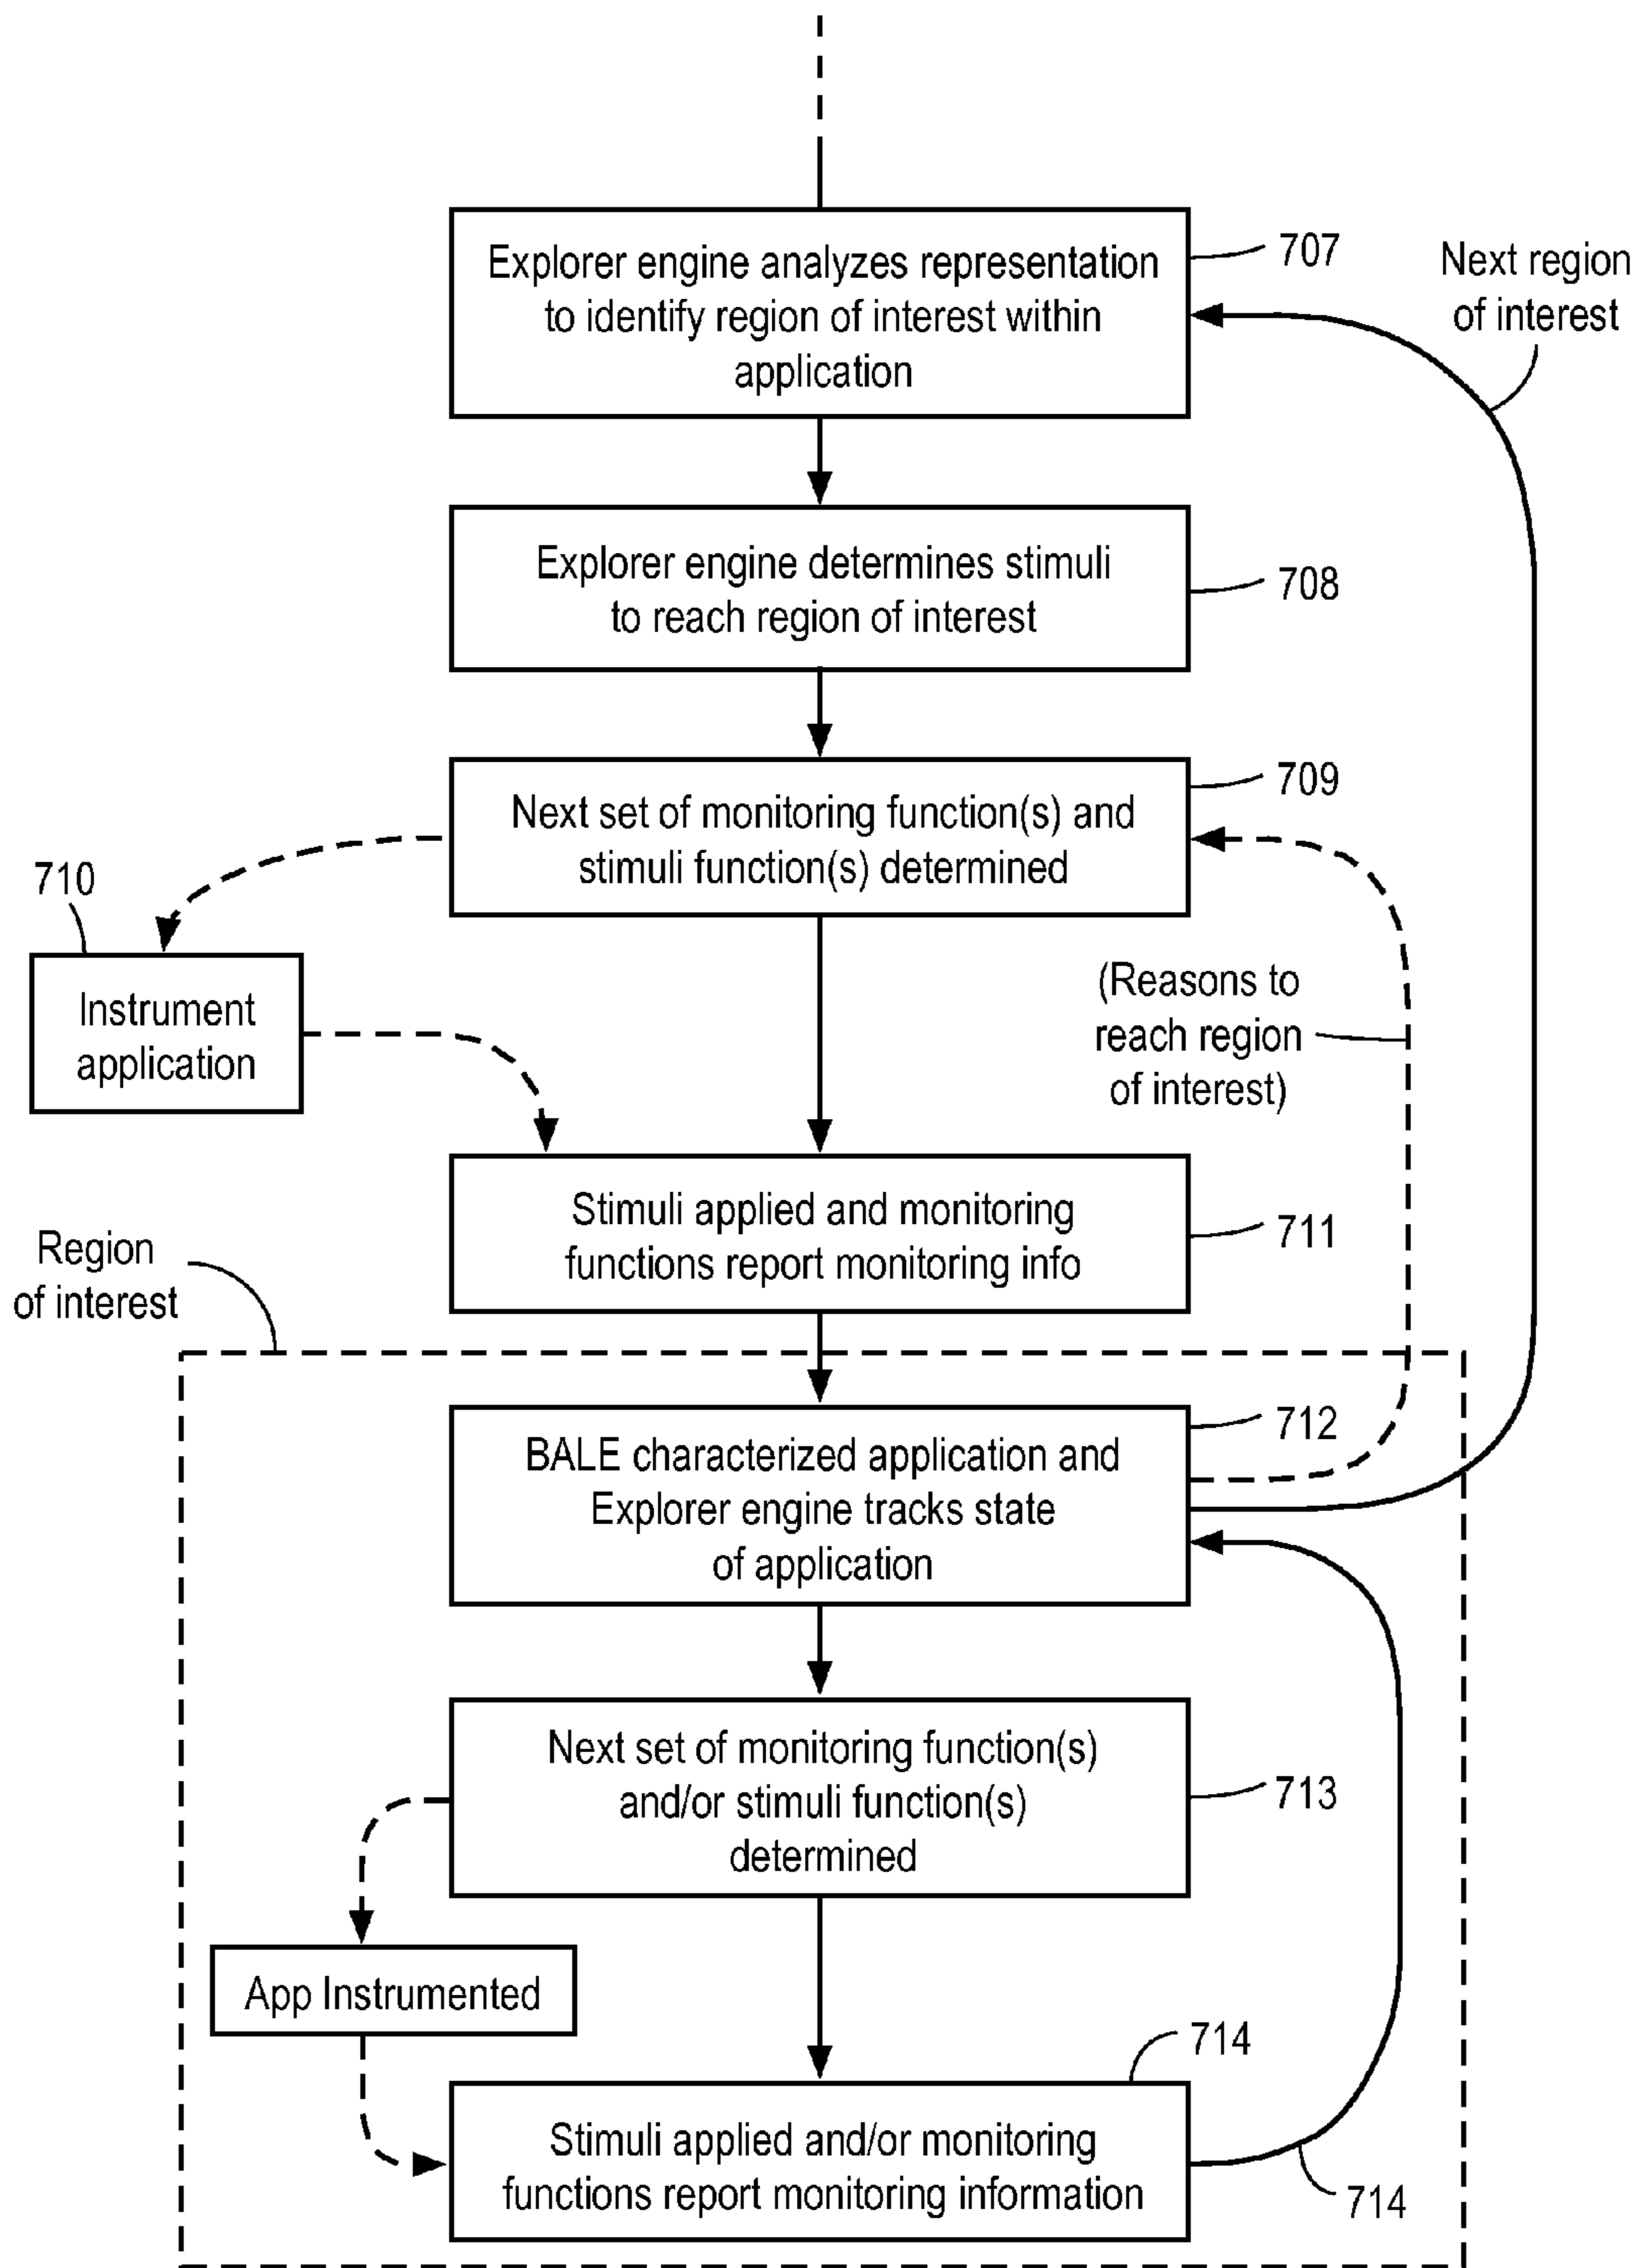 Explorer engine analyzes representation
to identify region of interest within
application
707
Next region
of interest
Explorer engine determines stimuli
to reach region of interest
708
Next set of monitoring function(s) and
stimuli function(s) determined
709
710
Instrument
application
(Reasons to
reach region
of interest)
Stimuli applied and monitoring
functions report monitoring info
711
Region
of interest
BALE characterized application and
Explorer engine tracks state
of application
712
Next set of monitoring function(s)
and/or stimuli function(s)
determined
713
App Instrumented
714
Stimuli applied and/or monitoring
functions report monitoring information
714